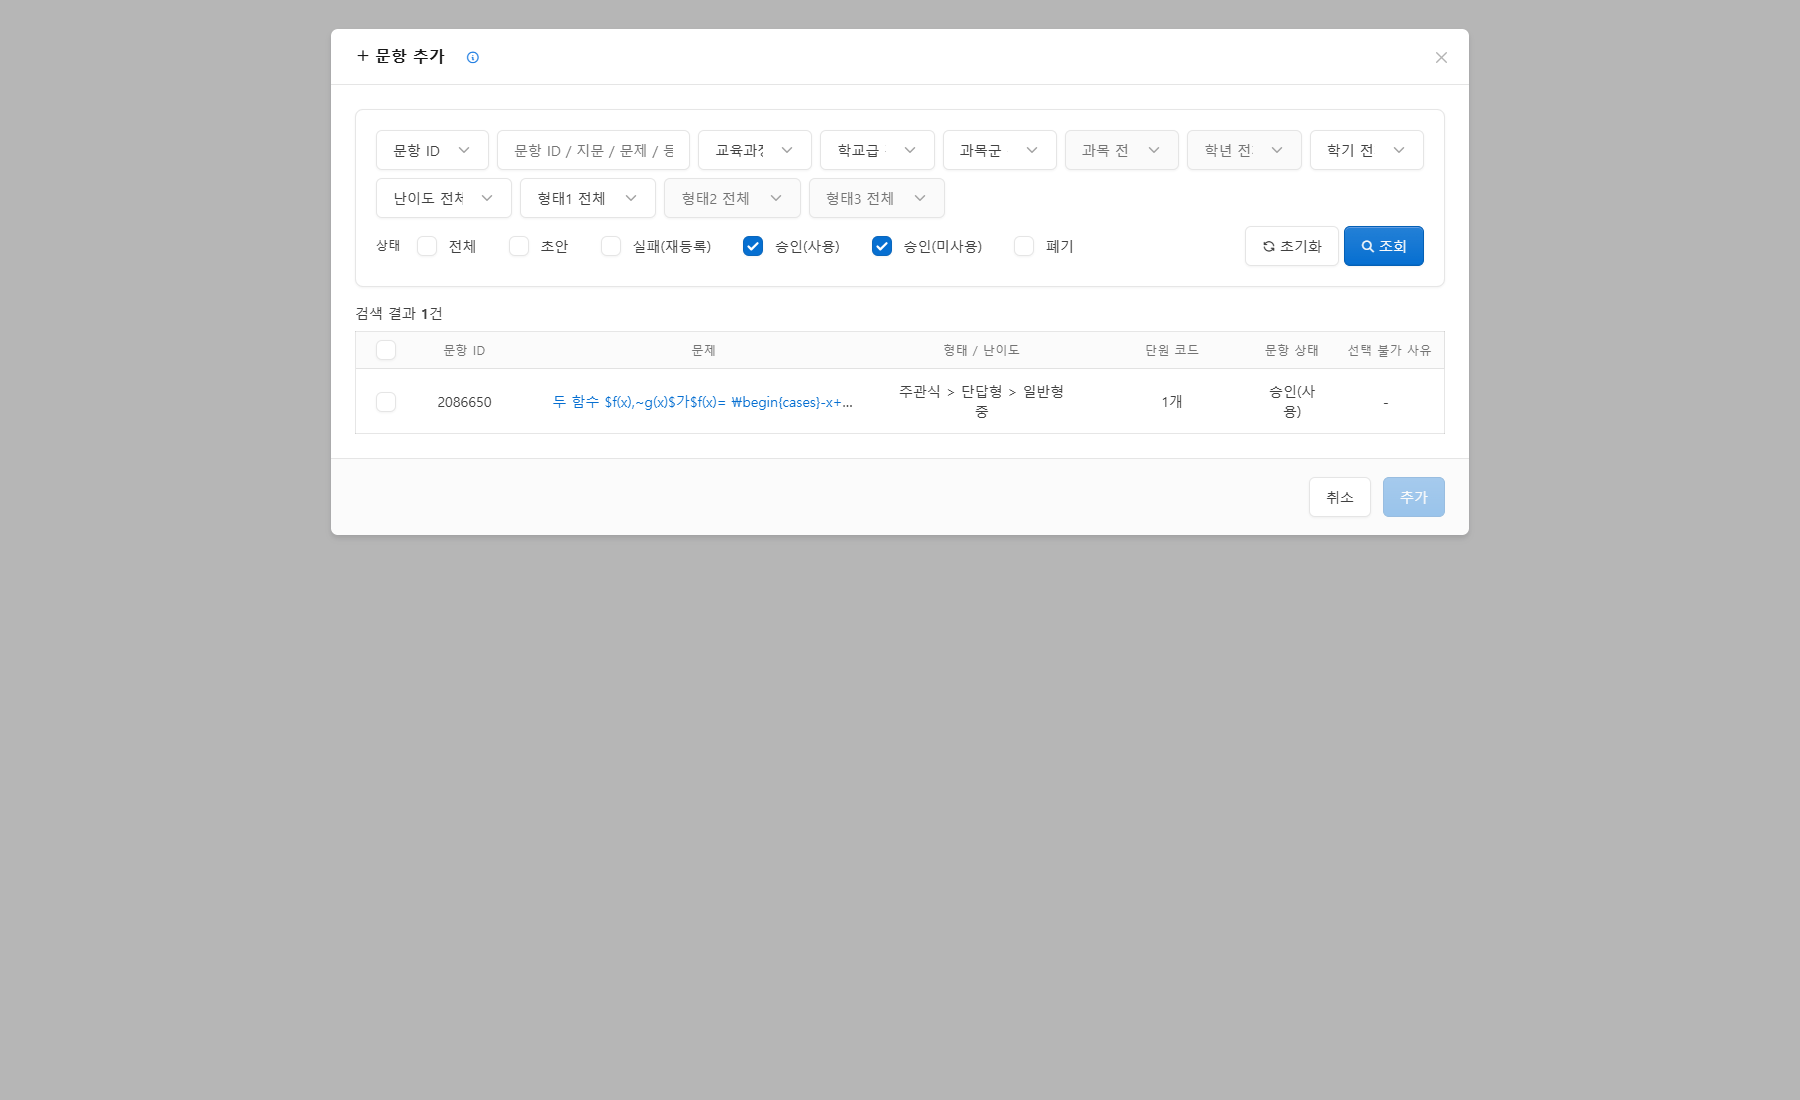 + 문항 추가
문항 ID 문항 ID / 지문 / 문제 / 교육과정 학교급 과목군 과목 전 학년 전 학기 전
난이도 전체 형태1 전체 형태2 전체 형태3 전체
상태 전체 초안 실패(재등록) 승인(사용) 승인(미사용) 폐기 초기화 조회
검색 결과 1건
문항 ID 문제 형태 / 난이도 단원 코드 문항 상태 선택 불가 사유
2086650 두 함수 $f(x),~g(x)$가$f(x)= ₩begin{cases}-x+... 주관식 > 단답형 > 일반형 1개 승인(사 -
중 용)
취소 추가